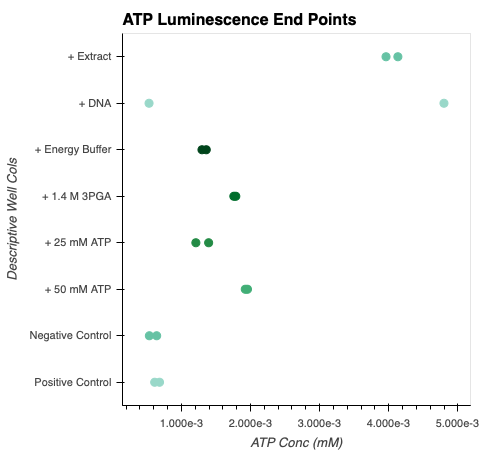 ATP Luminescence End Points
+ Extract
+ DNA
+ Energy Buffer
+ 1.4 M 3PGA
+ 25 mM ATP
+ 50 mM ATP
Negative Control
Positive Control
Descriptive Well Cols
1.000e-3 2.000e-3 3.000e-3 4.000e-3 5.000e-3
ATP Conc (mM)